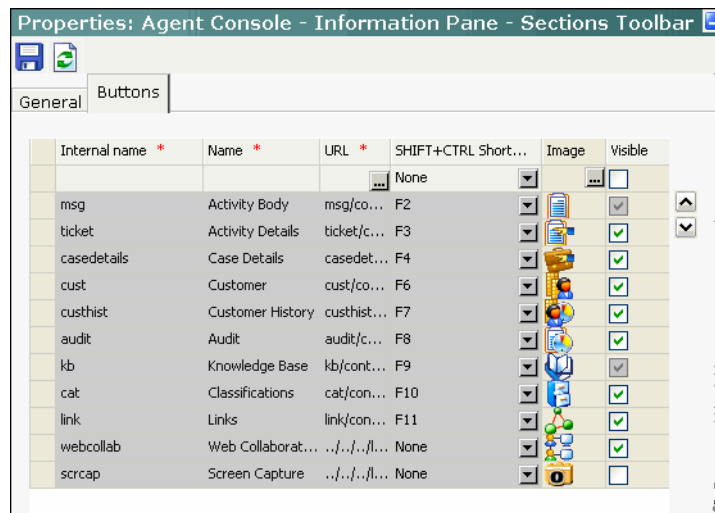 Properties: Agent Console - Information Pane - Sections Toolbar
General Buttons
Internal name * Name * URL * SHIFT+CTRL Short... Image Visible
... None ...
msg Activity Body msg/co... F2
ticket Activity Details ticket/c... F3
casedetails Case Details casedet... F4
cust Customer cust/co... F6
custhist Customer History custhist... F7
audit Audit audit/c... F8
kb Knowledge Base kb/cont... F9
cat Classifications cat/con... F10
link Links link/con... F11
webcollab Web Collaborat... ../../../l... None
scrcap Screen Capture ../../../l... None